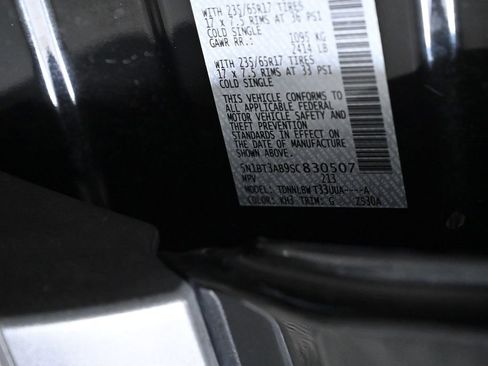 WITH 235/65R17 TIRES
17 x 7.5 RIMS AT 36 PSI
COLD SINGLE
GAWR RR.: 1095 KG
2414 LB
WITH 235/65R17 TIRES
17 x 7.5 RIMS AT 33 PSI
COLD SINGLE
THIS VEHICLE CONFORMS TO
ALL APPLICABLE FEDERAL
MOTOR VEHICLE SAFETY AND
THEFT PREVENTION
STANDARDS IN EFFECT ON
THE DATE OF MANUFACTURE
SHOWN ABOVE.
5N1BT3AB9SC830507
MPV 213
MODEL: TDNNLBW T33UUA----A
COLOR: KH3 TRIM: G Z530A